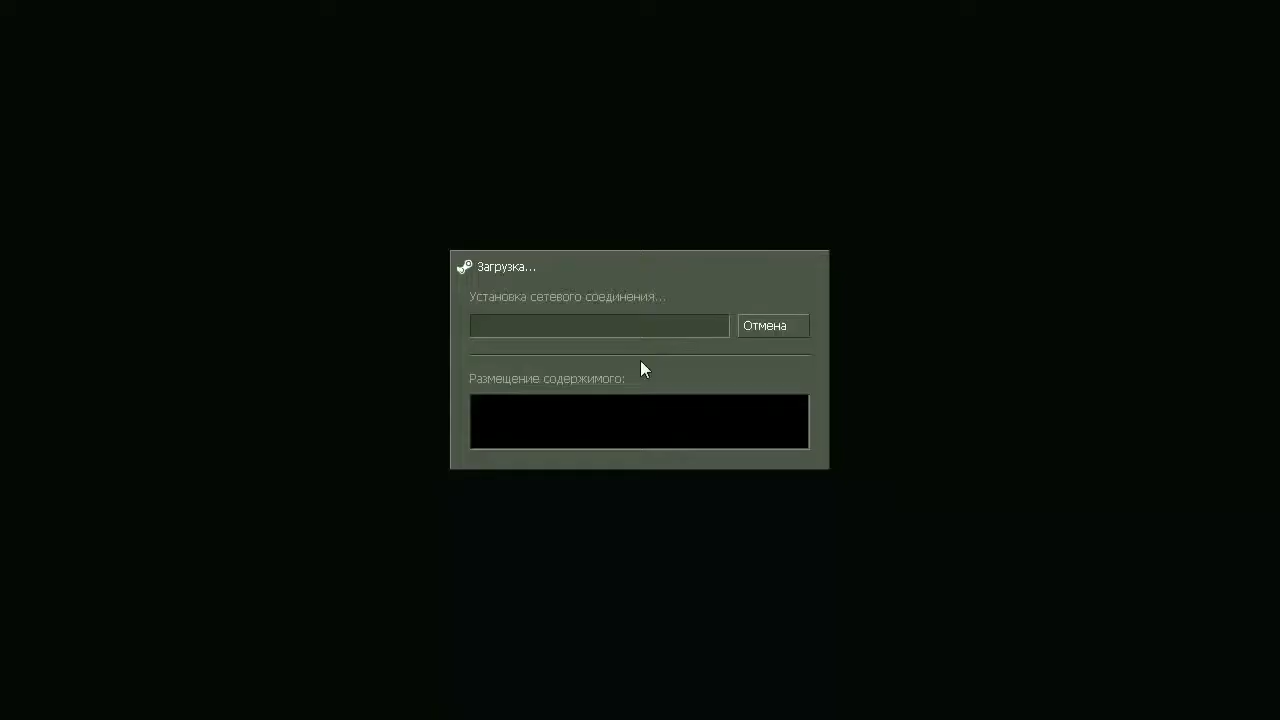 Загрузка...
Установка сетевого соединения...
Отмена
Размещение содержимого: